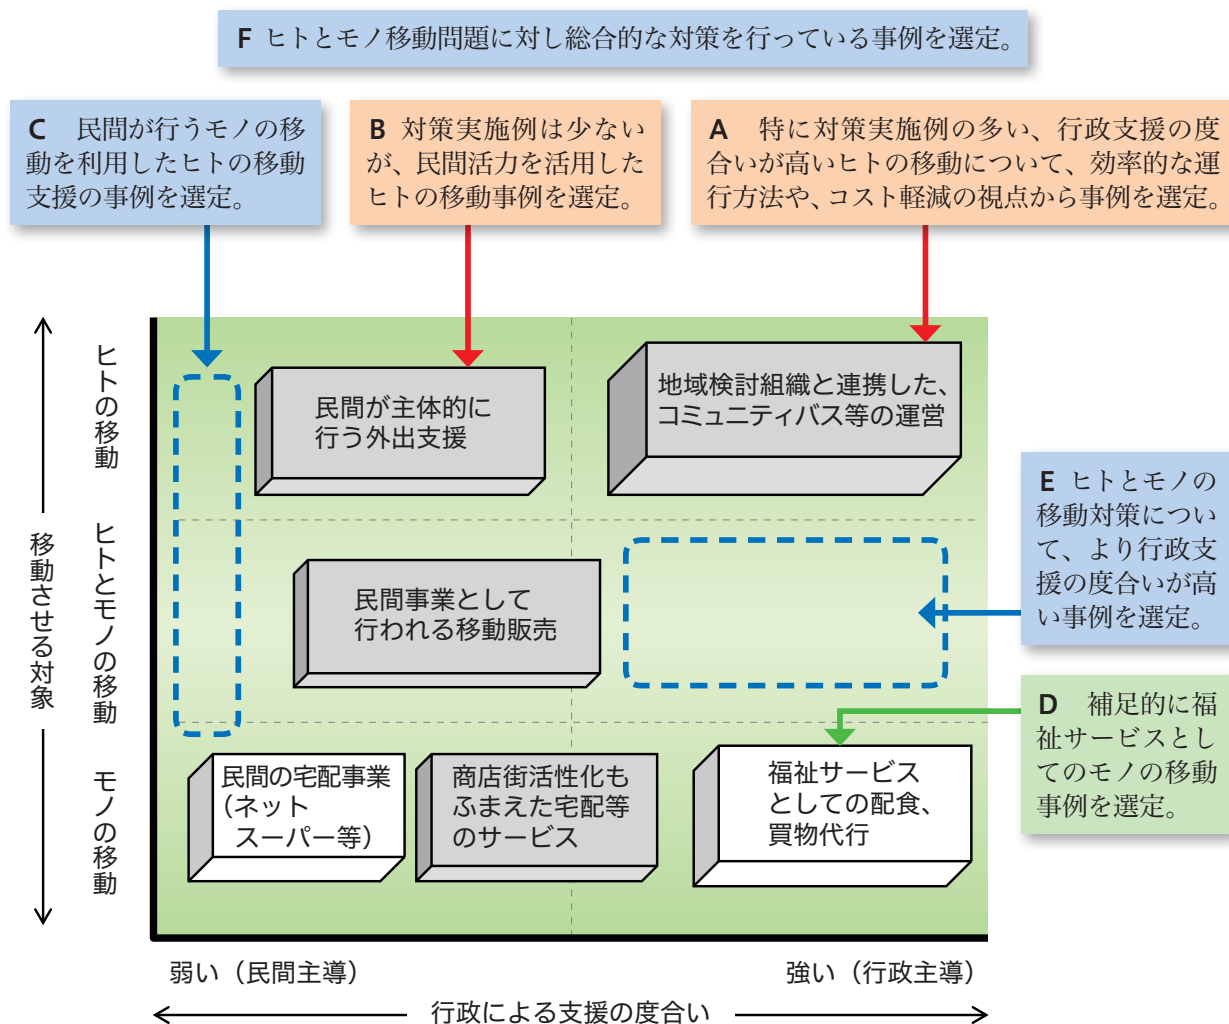 F ヒトとモノ移動問題に対し総合的な対策を行っている事例を選定。
C 民間が行うモノの移
動を利用したヒトの移動
支援の事例を選定。
B 対策実施例は少ない
が、民間活力を活用した
ヒトの移動事例を選定。
A 特に対策実施例の多い、行政支援の度
合いが高いヒトの移動について、効率的な運
行方法や、コスト軽減の視点から事例を選定。
移動させる対象
ヒトの移動
ヒトとモノの移動
モノの移動
民間が主体的に
行う外出支援
地域検討組織と連携した、
コミュニティバス等の運営
民間事業として
行われる移動販売
E ヒトとモノの
移動対策につい
て、より行政支
援の度合いが高
い事例を選定。
D 補足的に福
祉サービスとし
てのモノの移動
事例を選定。
民間の宅配事業
（ネット
スーパー等）
商店街活性化も
ふまえた宅配等
のサービス
福祉サービス
としての配食、
買物代行
弱い（民間主導）
強い（行政主導）
行政による支援の度合い